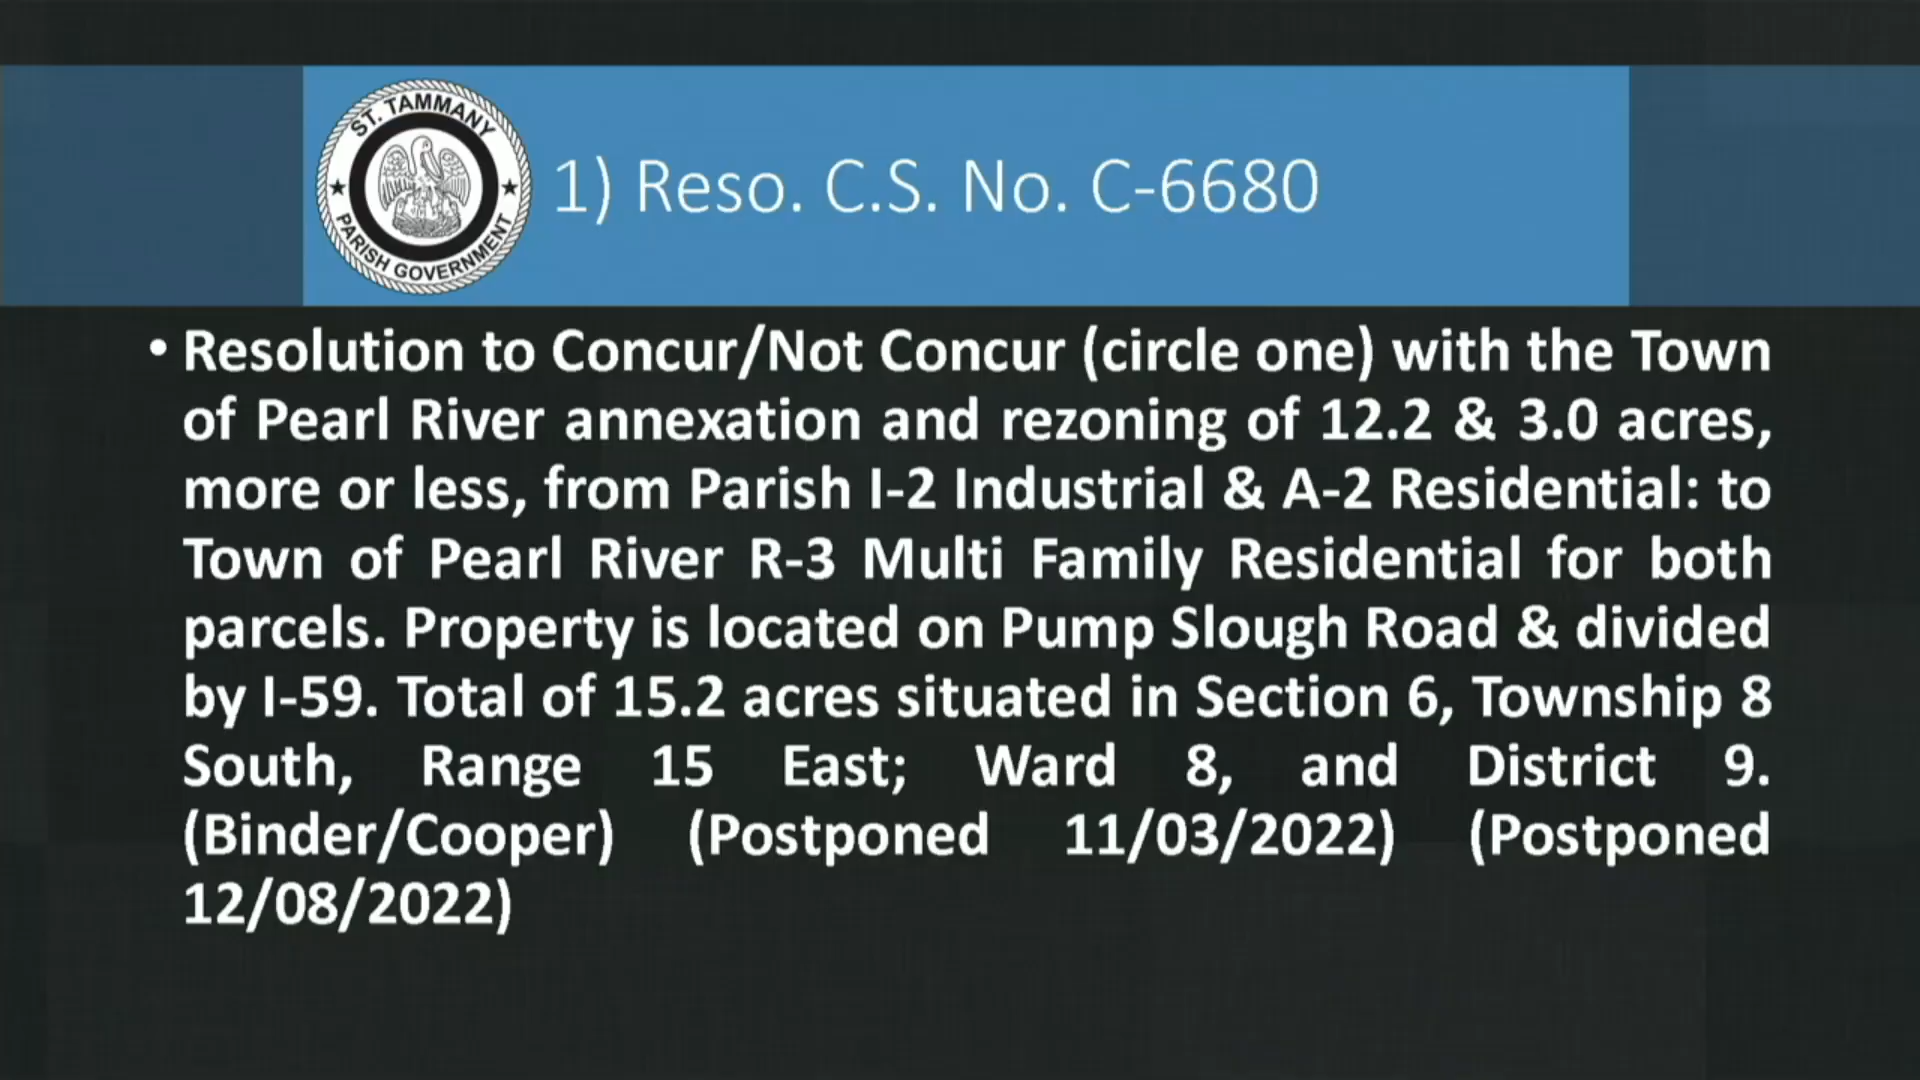 ST. TAMMANY
PARISH GOVERNMENT
1) Reso. C.S. No. C-6680
• Resolution to Concur/Not Concur (circle one) with the Town
of Pearl River annexation and rezoning of 12.2 & 3.0 acres,
more or less, from Parish I-2 Industrial & A-2 Residential: to
Town of Pearl River R-3 Multi Family Residential for both
parcels. Property is located on Pump Slough Road & divided
by I-59. Total of 15.2 acres situated in Section 6, Township 8
South, Range 15 East; Ward 8, and District 9.
(Binder/Cooper) (Postponed 11/03/2022) (Postponed
12/08/2022)